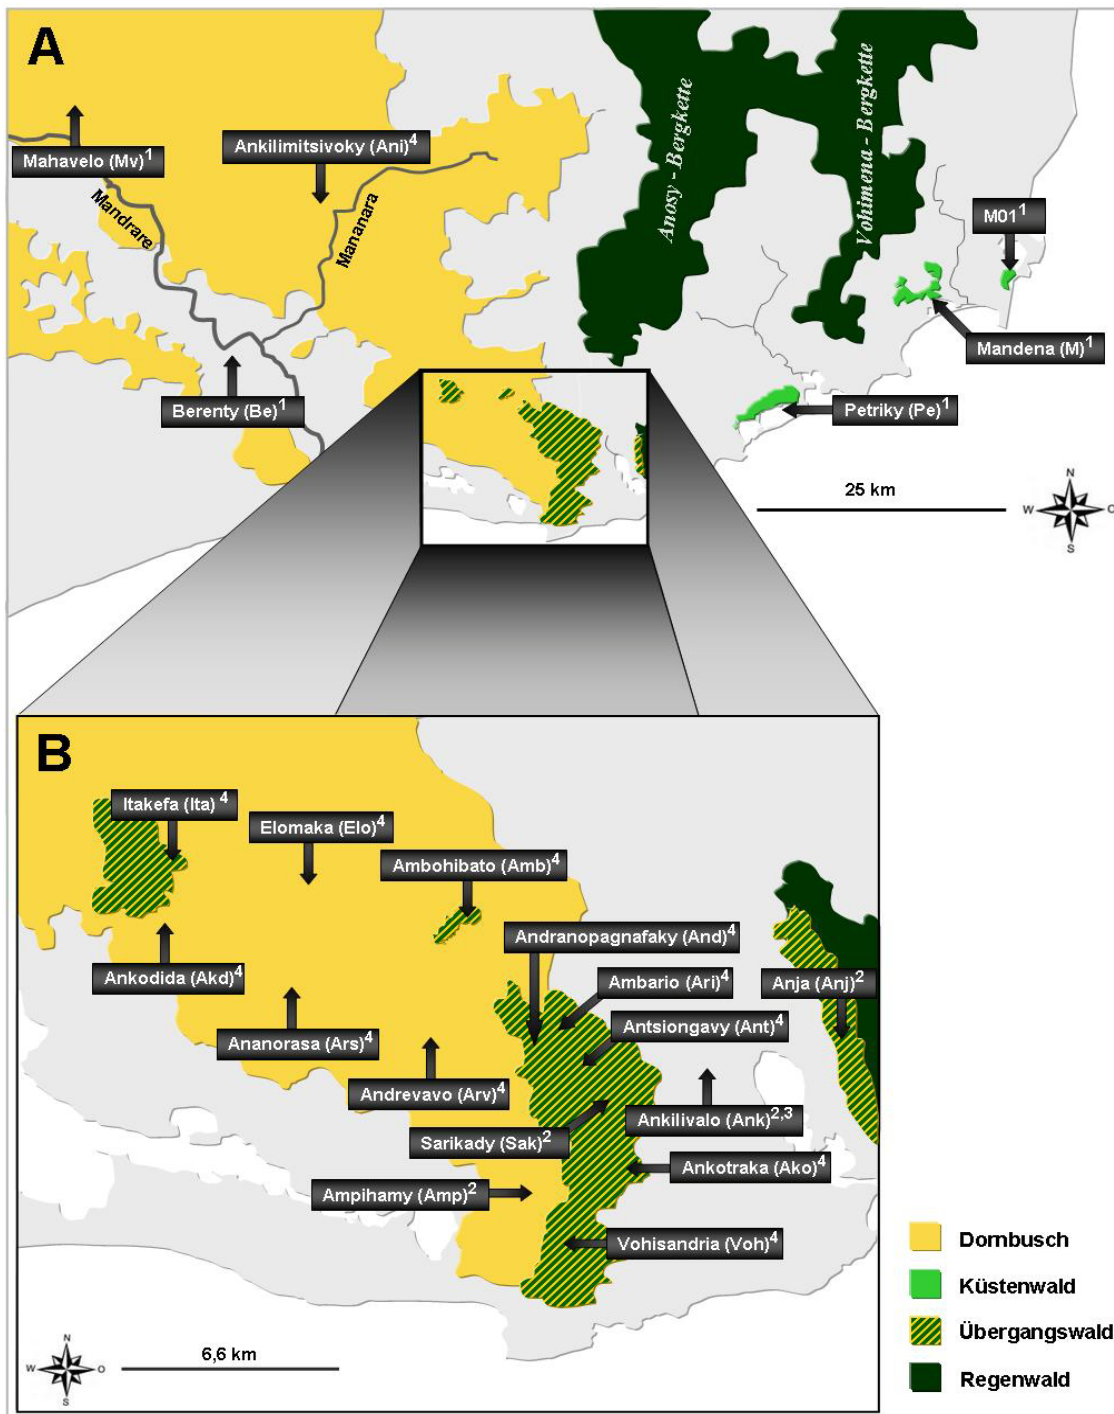 A
Mahavelo (Mv)1
Ankilimitsivoky (Ani)4
Mandrare
Mananara
Anosy - Bergkette
Vohimena - Bergkette
M011
Mandena (M)1
Berenty (Be)1
Petriky (Pe)1
25 km
N
W O
S
B
Itakefa (Ita) 4
Elomaka (Elo)4
Ambohibato (Amb)4
Andranopagnafaky (And)4
Ankodida (Akd)4
Ambario (Ari)4
Anja (Anj)2
Antsiongavy (Ant)4
Ananorasa (Ars)4
Andrevavo (Arv)4
Ankilivalo (Ank)2,3
Sarikady (Sak)2
Ankotraka (Ako)4
Ampihamy (Amp)2
Vohisandria (Voh)4
Dornbusch
Küstenwald
Übergangswald
Regenwald
N
W O
S
6,6 km